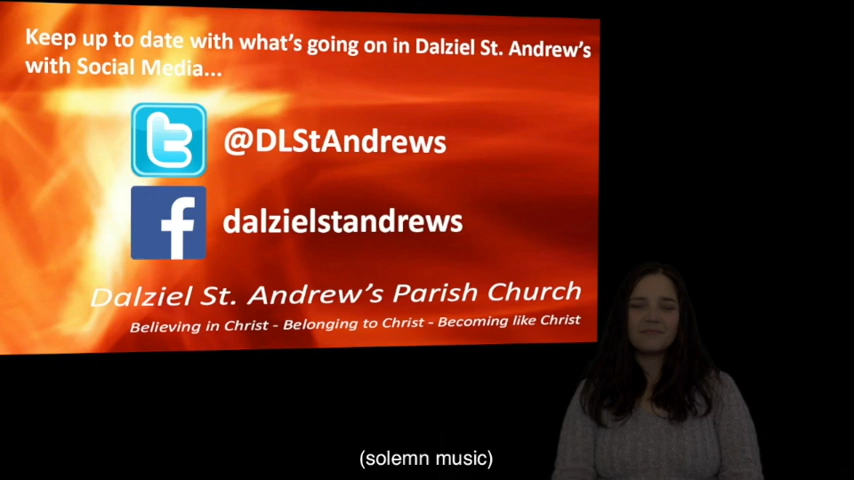 Keep up to date with what's going on in Dalziel St. Andrew's
with Social Media...
@DLStAndrews
dalzielstandrews
Dalziel St. Andrew's Parish Church
Believing in Christ - Belonging to Christ - Becoming like Christ
(solemn music)